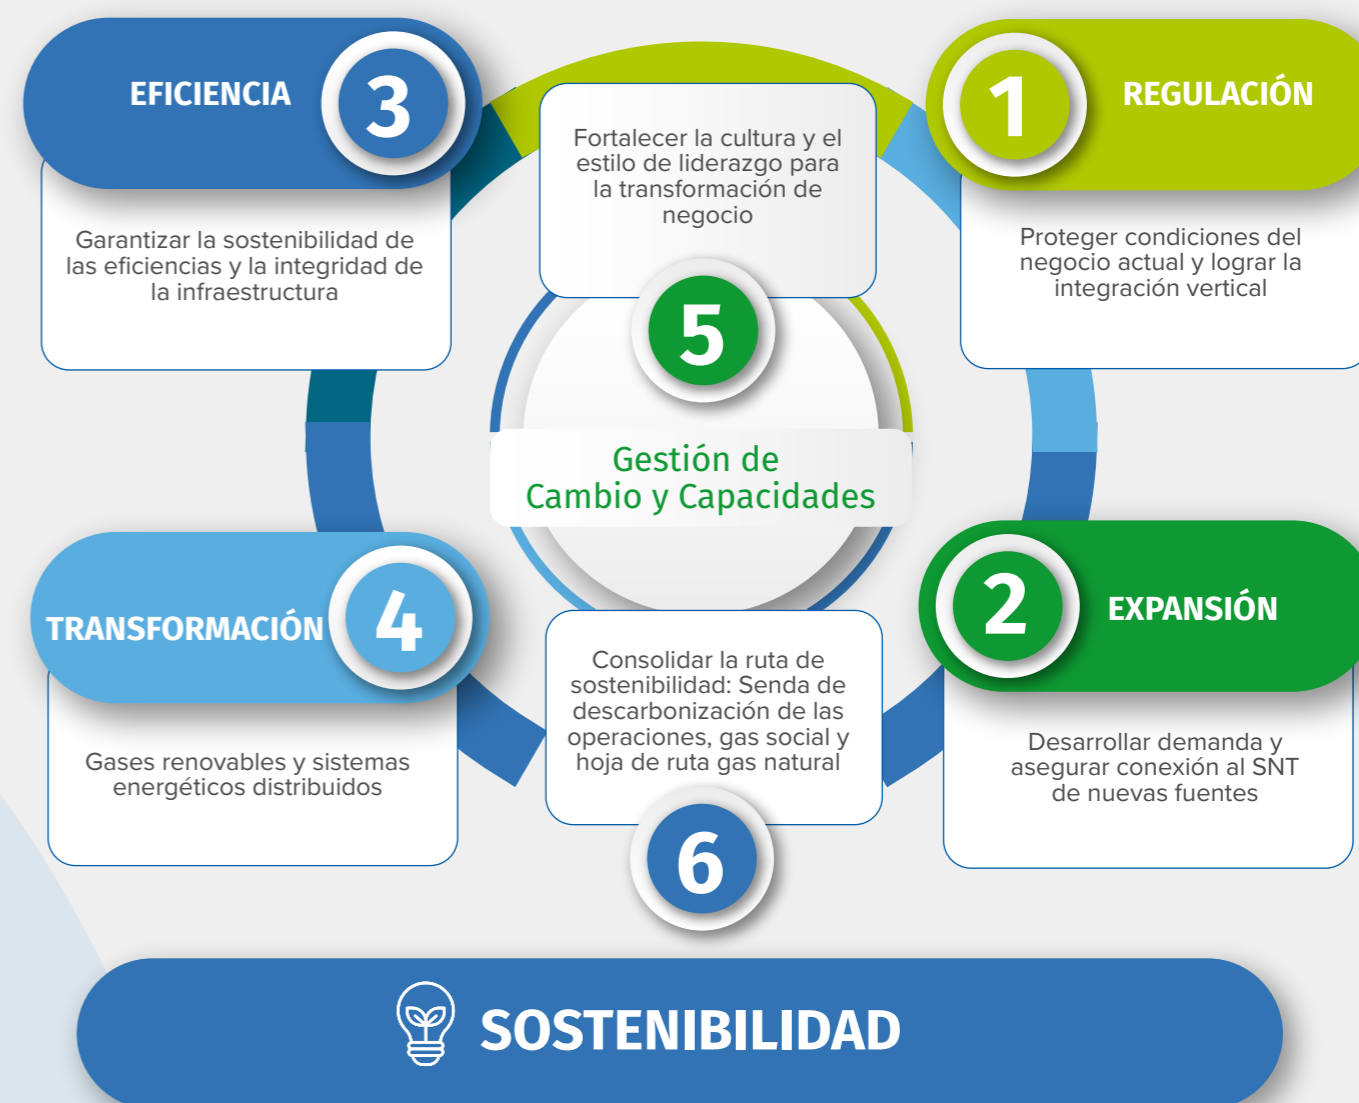 REGULACIÓN
1
Proteger condiciones del
negocio actual y lograr la
integración vertical
EXPANSIÓN
2
Desarrollar demanda y
asegurar conexión al SNT
de nuevas fuentes
EFICIENCIA
3
Garantizar la sostenibilidad de
las eficiencias y la integridad de
la infraestructura
TRANSFORMACIÓN
4
Gases renovables y sistemas
energéticos distribuidos
Fortalecer la cultura y el
estilo de liderazgo para
la transformación de
negocio
5
Gestión de
Cambio y Capacidades
Consolidar la ruta de
sostenibilidad: Senda de
descarbonización de las
operaciones, gas social y
hoja de ruta gas natural
6
SOSTENIBILIDAD